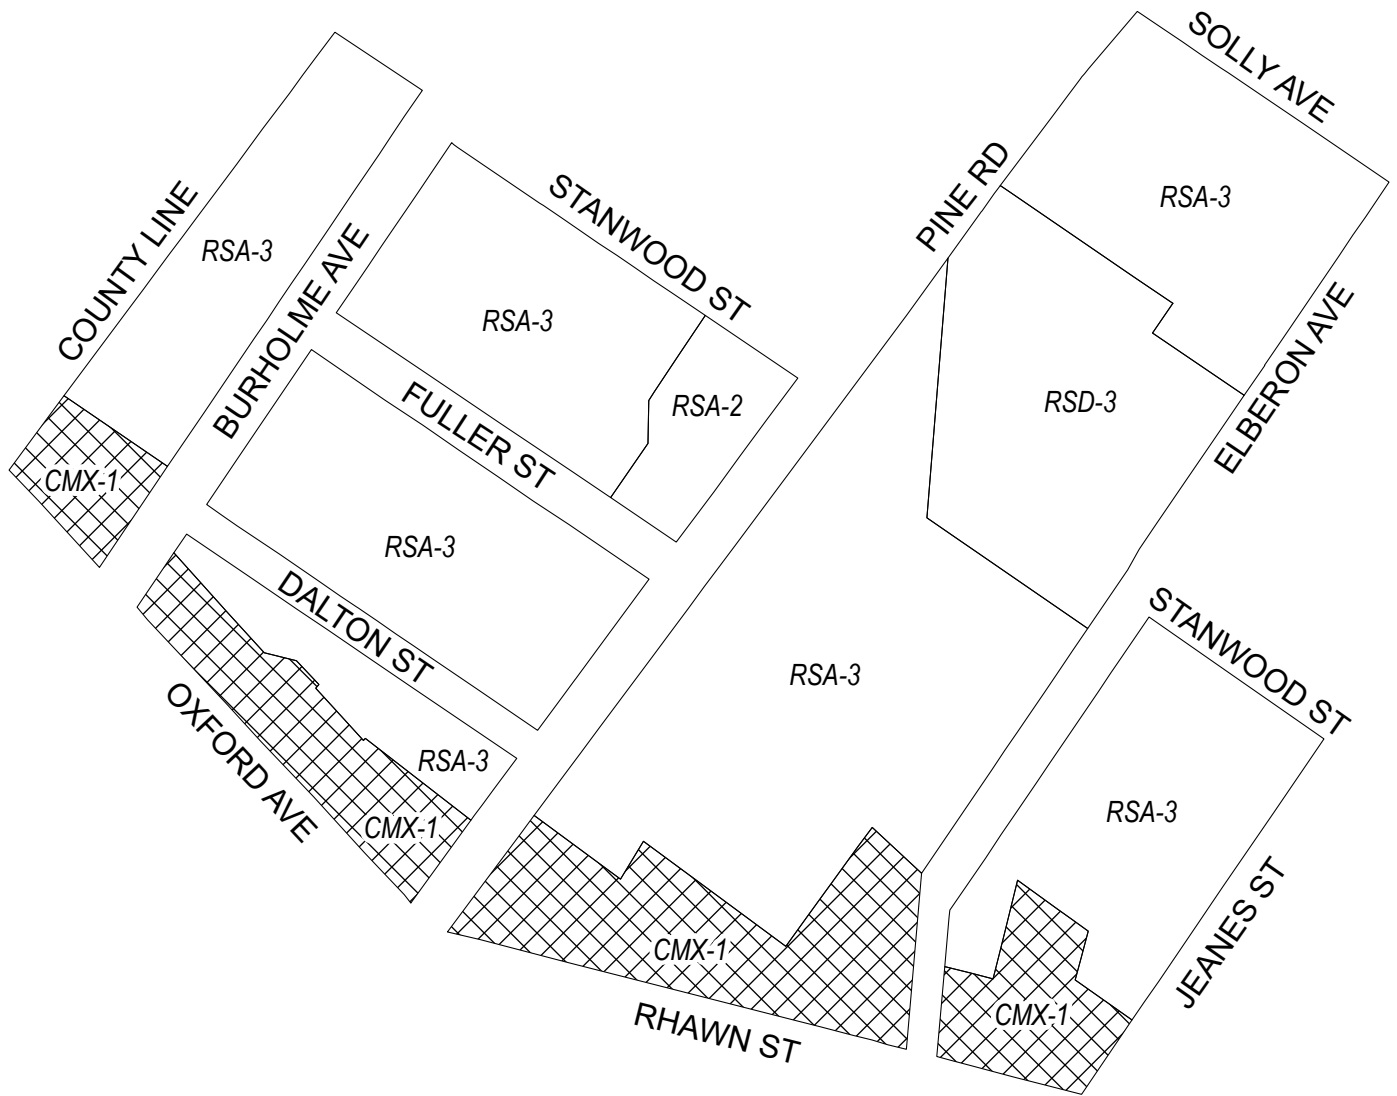 SOLLY AVE
PINE RD
RSA-3
STANWOOD ST
COUNTY LINE
RSA-3
BURHOLME AVE
RSA-3
ELBERON AVE
RSD-3
RSA-2
FULLER ST
CMX-1
RSA-3
DALTON ST
STANWOOD ST
RSA-3
OXFORD AVE
RSA-3
RSA-3
CMX-1
JEANES ST
CMX-1
CMX-1
RHAWN ST